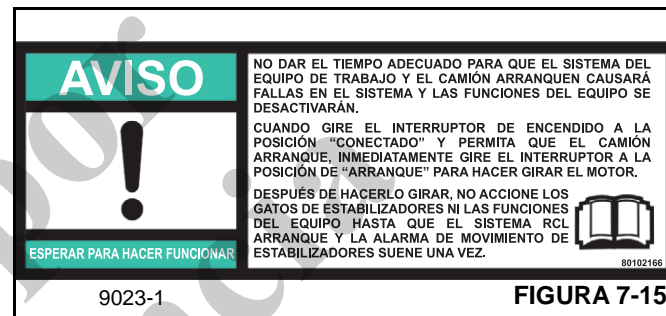 AVISO
ESPERAR PARA HACER FUNCIONAR
NO DAR EL TIEMPO ADECUADO PARA QUE EL SISTEMA DEL
EQUIPO DE TRABAJO Y EL CAMIÓN ARRANQUEN CAUSARÁ
FALLAS EN EL SISTEMA Y LAS FUNCIONES DEL EQUIPO SE
DESACTIVARÁN.
CUANDO GIRE EL INTERRUPTOR DE ENCENDIDO A LA
POSICIÓN “CONECTADO” Y PERMITA QUE EL CAMIÓN
ARRANQUE, INMEDIATAMENTE GIRE EL INTERRUPTOR A LA
POSICIÓN DE “ARRANQUE” PARA HACER GIRAR EL MOTOR.
DESPUÉS DE HACERLO GIRAR, NO ACCIONE LOS
GATOS DE ESTABILIZADORES NI LAS FUNCIONES
DEL EQUIPO HASTA QUE EL SISTEMA RCL
ARRANQUE Y LA ALARMA DE MOVIMIENTO DE
ESTABILIZADORES SUENE UNA VEZ.
80102166
9023-1
FIGURA 7-15